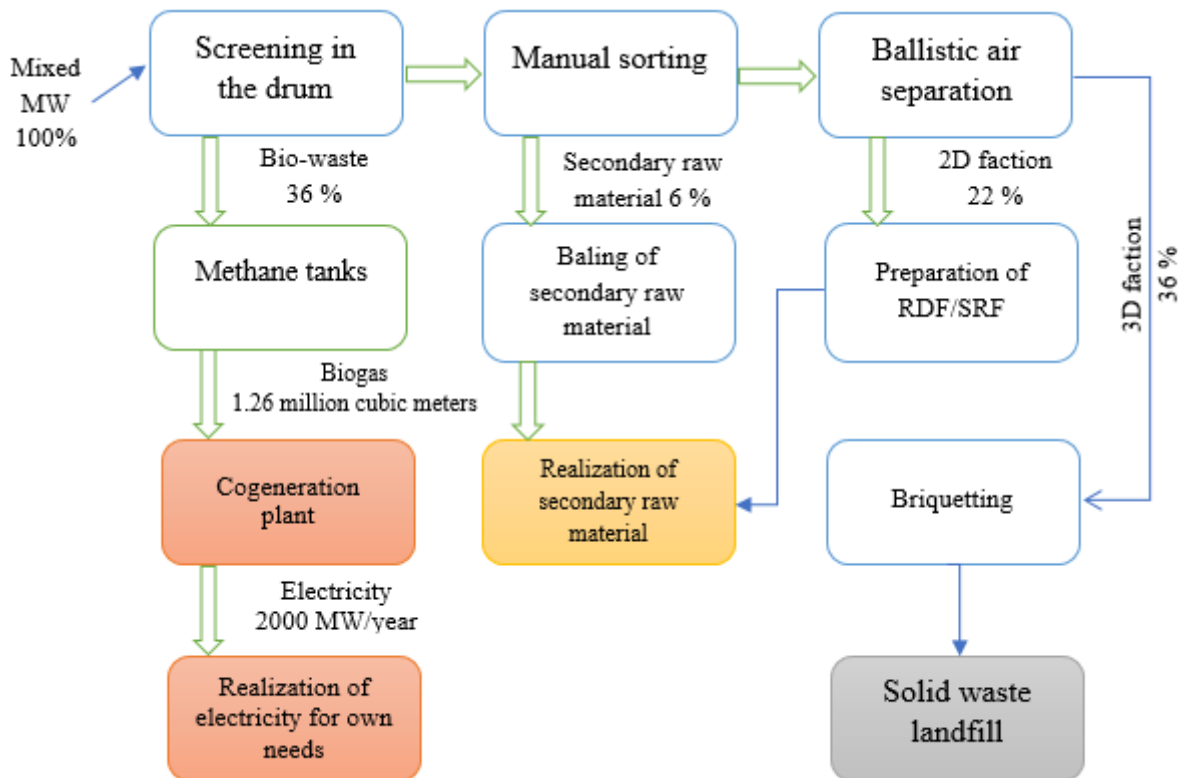 Mixed
MW
100%
Screening in
the drum
Manual sorting
Ballistic air
separation
Bio-waste
36 %
Secondary raw
material 6 %
2D faction
22 %
3D faction
36 %
Methane tanks
Baling of
secondary raw
material
Preparation of
RDF/SRF
Biogas
1.26 million cubic meters
Cogeneration
plant
Realization of
secondary raw
material
Briquetting
Electricity
2000 MW/year
Realization of
electricity for own
needs
Solid waste
landfill